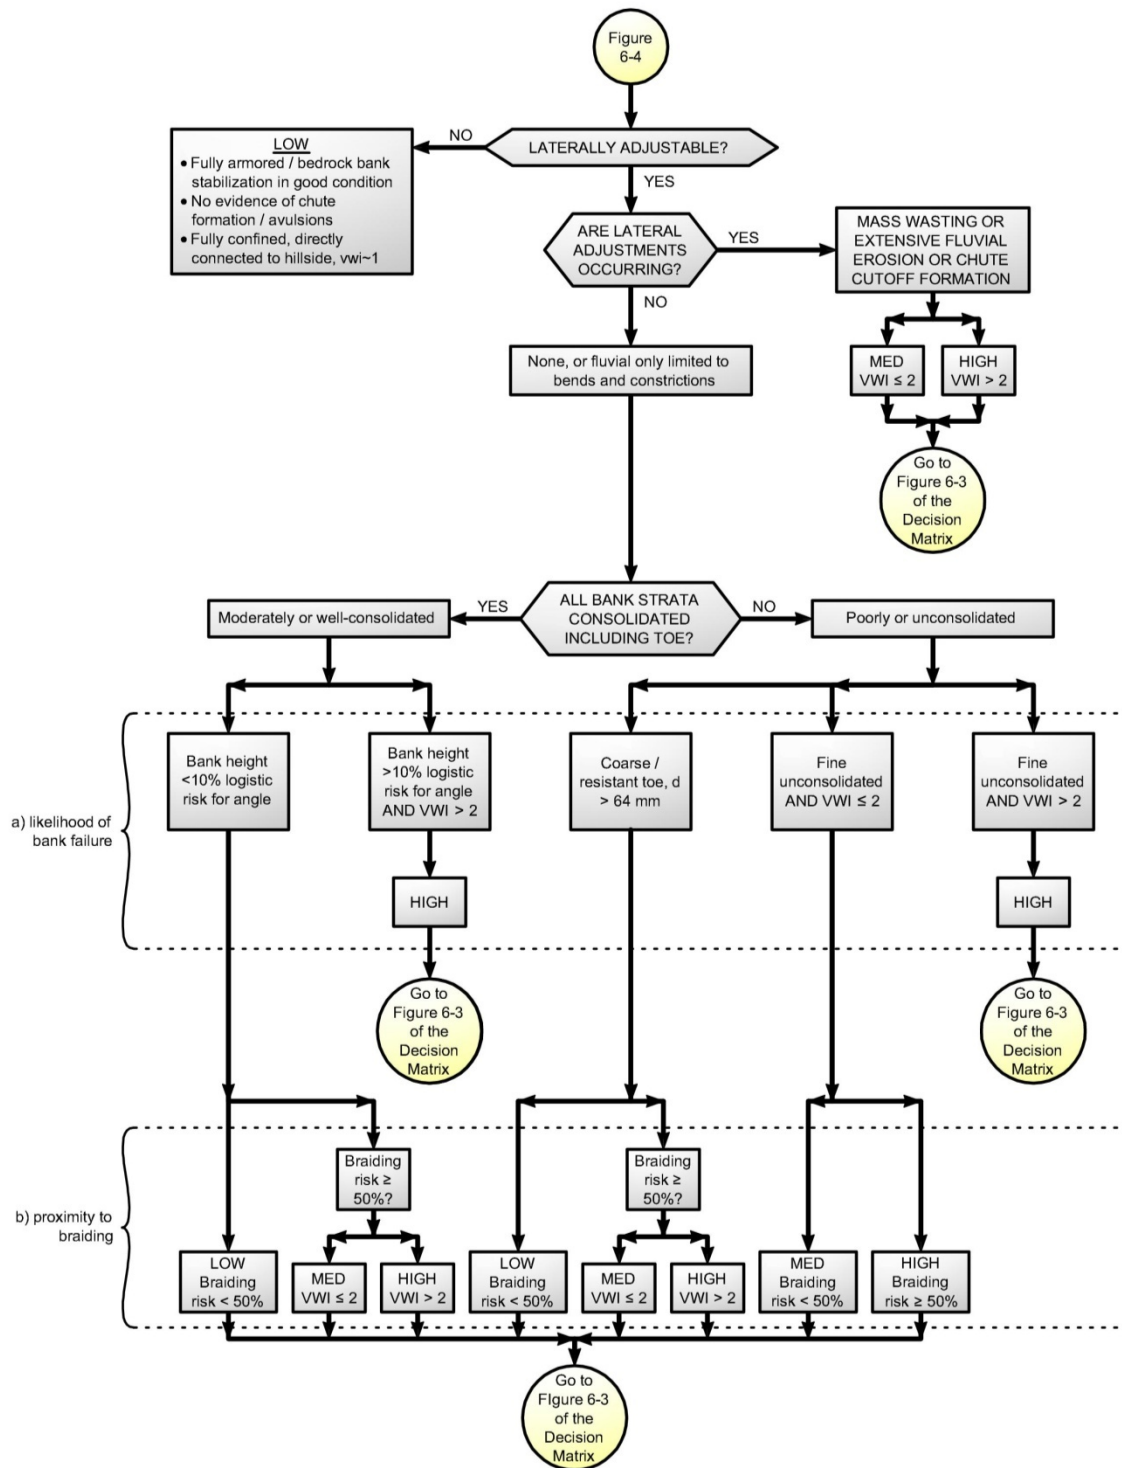 Figure
6-4
LATERALLY ADJUSTABLE?
NO
YES
LOW
• Fully armored / bedrock bank
stabilization in good condition
• No evidence of chute
formation / avulsions
• Fully confined, directly
connected to hillside, vwi~1
ARE LATERAL
ADJUSTMENTS
OCCURRING?
YES
NO
MASS WASTING OR
EXTENSIVE FLUVIAL
EROSION OR CHUTE
CUTOFF FORMATION
MED
VWI ≤ 2
HIGH
VWI > 2
Go to
Figure 6-3
of the
Decision
Matrix
None, or fluvial only limited to
bends and constrictions
ALL BANK STRATA
CONSOLIDATED
INCLUDING TOE?
YES
NO
Moderately or well-consolidated
Poorly or unconsolidated
a) likelihood of
bank failure
Bank height
<10% logistic
risk for angle
Bank height
>10% logistic
risk for angle
AND VWI > 2
Coarse /
resistant toe, d
> 64 mm
Fine
unconsolidated
AND VWI ≤ 2
Fine
unconsolidated
AND VWI > 2
HIGH
HIGH
Go to
Figure 6-3
of the
Decision
Matrix
Go to
Figure 6-3
of the
Decision
Matrix
b) proximity to
braiding
Braiding
risk ≥
50%?
Braiding
risk ≥
50%?
LOW
Braiding
risk < 50%
MED
VWI ≤ 2
HIGH
VWI > 2
LOW
Braiding
risk < 50%
MED
VWI ≤ 2
HIGH
VWI > 2
MED
Braiding
risk < 50%
HIGH
Braiding
risk ≥ 50%
Go to
FIgure 6-3
of the
Decision
Matrix